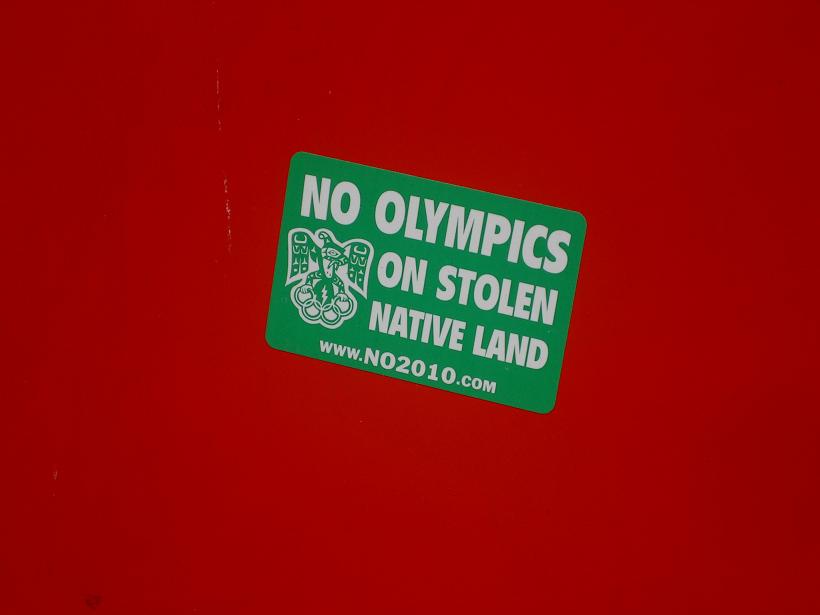 NO OLYMPICS
ON STOLEN
NATIVE LAND
www.NO2010.COM